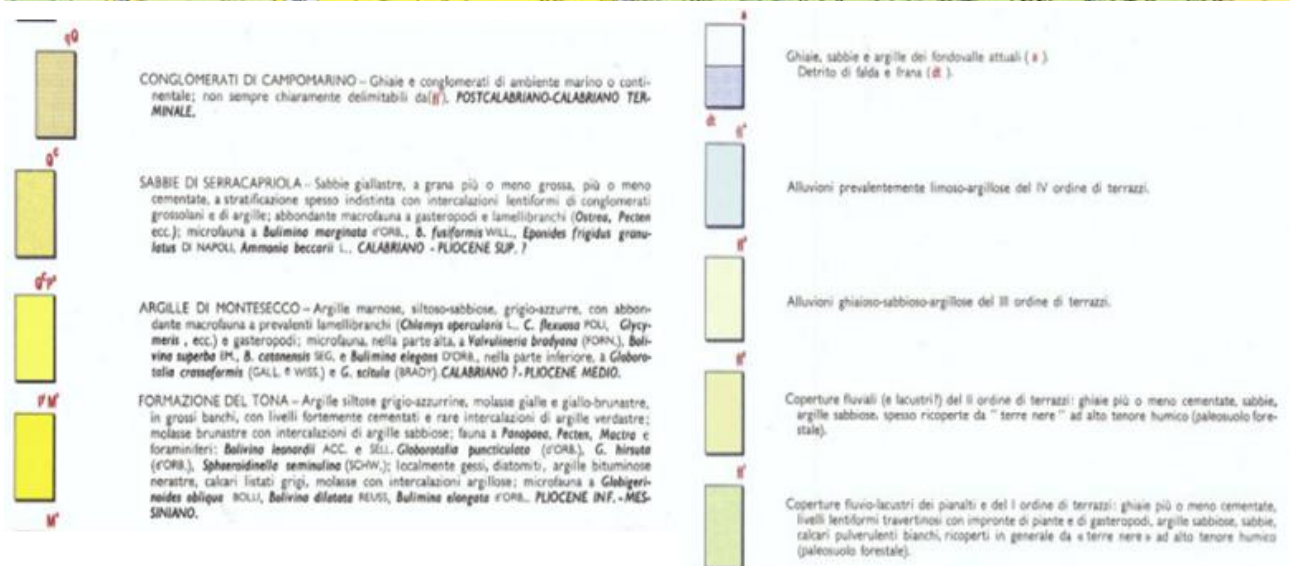 CONGLOMERATI DI CAMPOMARINO – Ghiaie e conglomerati di ambiente marino o conti-
nentale; non sempre chiaramente delimitabili da( ). POSTCALABRIANO-CALABRIANO TER-
MINALE.
SABBIE DI SERRACAPRIOLA – Sabbie giallastre, a grana più o meno grossa, più o meno
cementate, a stratificazione spesso indistinta con intercalazioni lentiformi di conglomerati
grossolani e di argille; abbondante macrofauna a gasteropodi e lamellibranchi (Ostrea, Pecten
ecc.); microfauna a Bulimina marginata d'ORB., B. fusiformis WILL., Eponides frigidus granu-
latus DI NAPOLI, Ammonia beccarii L.. CALABRIANO - PLIOCENE SUP. ?
ARGILLE DI MONTESECCO – Argille marnose, siltoso-sabbiose, grigio-azzurre, con abbon-
dante macrofauna a prevalenti lamellibranchi (Chlamys opercularis L., C. flexuosa POLI, Glycy-
meris , ecc.) e gasteropodi; microfauna, nella parte alta, a Valvulineria bradyana (FORN.), Boli-
vina superba EM., B. catanensis SEG. e Bulimina elegans D'ORB., nella parte inferiore, a Globoro-
talia crassaformis (GALL. e WISS.) e G. scitula (BRADY). CALABRIANO ? - PLIOCENE MEDIO.
FORMAZIONE DEL TONA – Argille siltose grigio-azzurrine, molasse gialle e giallo-brunastre,
in grossi banchi, con livelli fortemente cementati e rare intercalazioni di argille verdastre;
molasse brunastre con intercalazioni di argille sabbiose; fauna a Panopaea, Pecten, Mactra e
foraminiferi: Bolivina leonardii ACC. e SELL. Globorotalia puncticulata (d'ORB.), G. hirsuta
(d'ORB.), Sphaeroidinella seminulina (SCHW.); localmente gessi, diatomiti, argille bituminose
nerastre, calcari listati grigi, molasse con intercalazioni argillose; microfauna a Globigeri-
noides obliqua BOLLI, Bolivina dilatata REUSS, Bulimina elongata d'ORB.. PLIOCENE INF. - MES-
SINIANO.
a
Ghiaie, sabbie e argille dei fondovalle attuali ( a ).
Detrito di falda e frana ( dt ).
dt
Alluvioni prevalentemente limoso-argillose del IV ordine di terrazzi.
Alluvioni ghiaioso-sabbioso-argillose del III ordine di terrazzi.
Coperture fluviali (e lacustri?) del II ordine di terrazzi: ghiaie più o meno cementate, sabbie,
argille sabbiose, spesso ricoperte da " terre nere " ad alto tenore humico (paleosuolo fore-
stale).
Coperture fluvio-lacustri dei pianalti e del I ordine di terrazzi: ghiaie più o meno cementate,
livelli lentiformi travertinosi con impronte di piante e di gasteropodi, argille sabbiose, sabbie,
calcari pulverulenti bianchi, ricoperti in generale da « terre nere » ad alto tenore humico
(paleosuolo forestale).